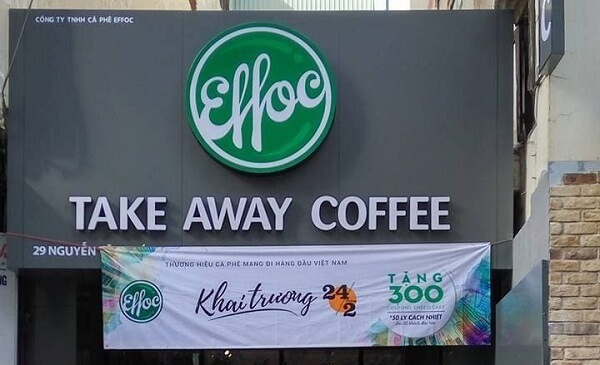 CÔNG TY TNHH CÀ PHÊ EFFOC
Effoc
TAKE AWAY COFFEE
29 NGUYỄN
THƯƠNG HIỆU CÀ PHÊ MANG ĐI HÀNG ĐẦU VIỆT NAM
Effoc
Khai trương 24/2
TẶNG
300
*50 LY CÁCH NHIỆT